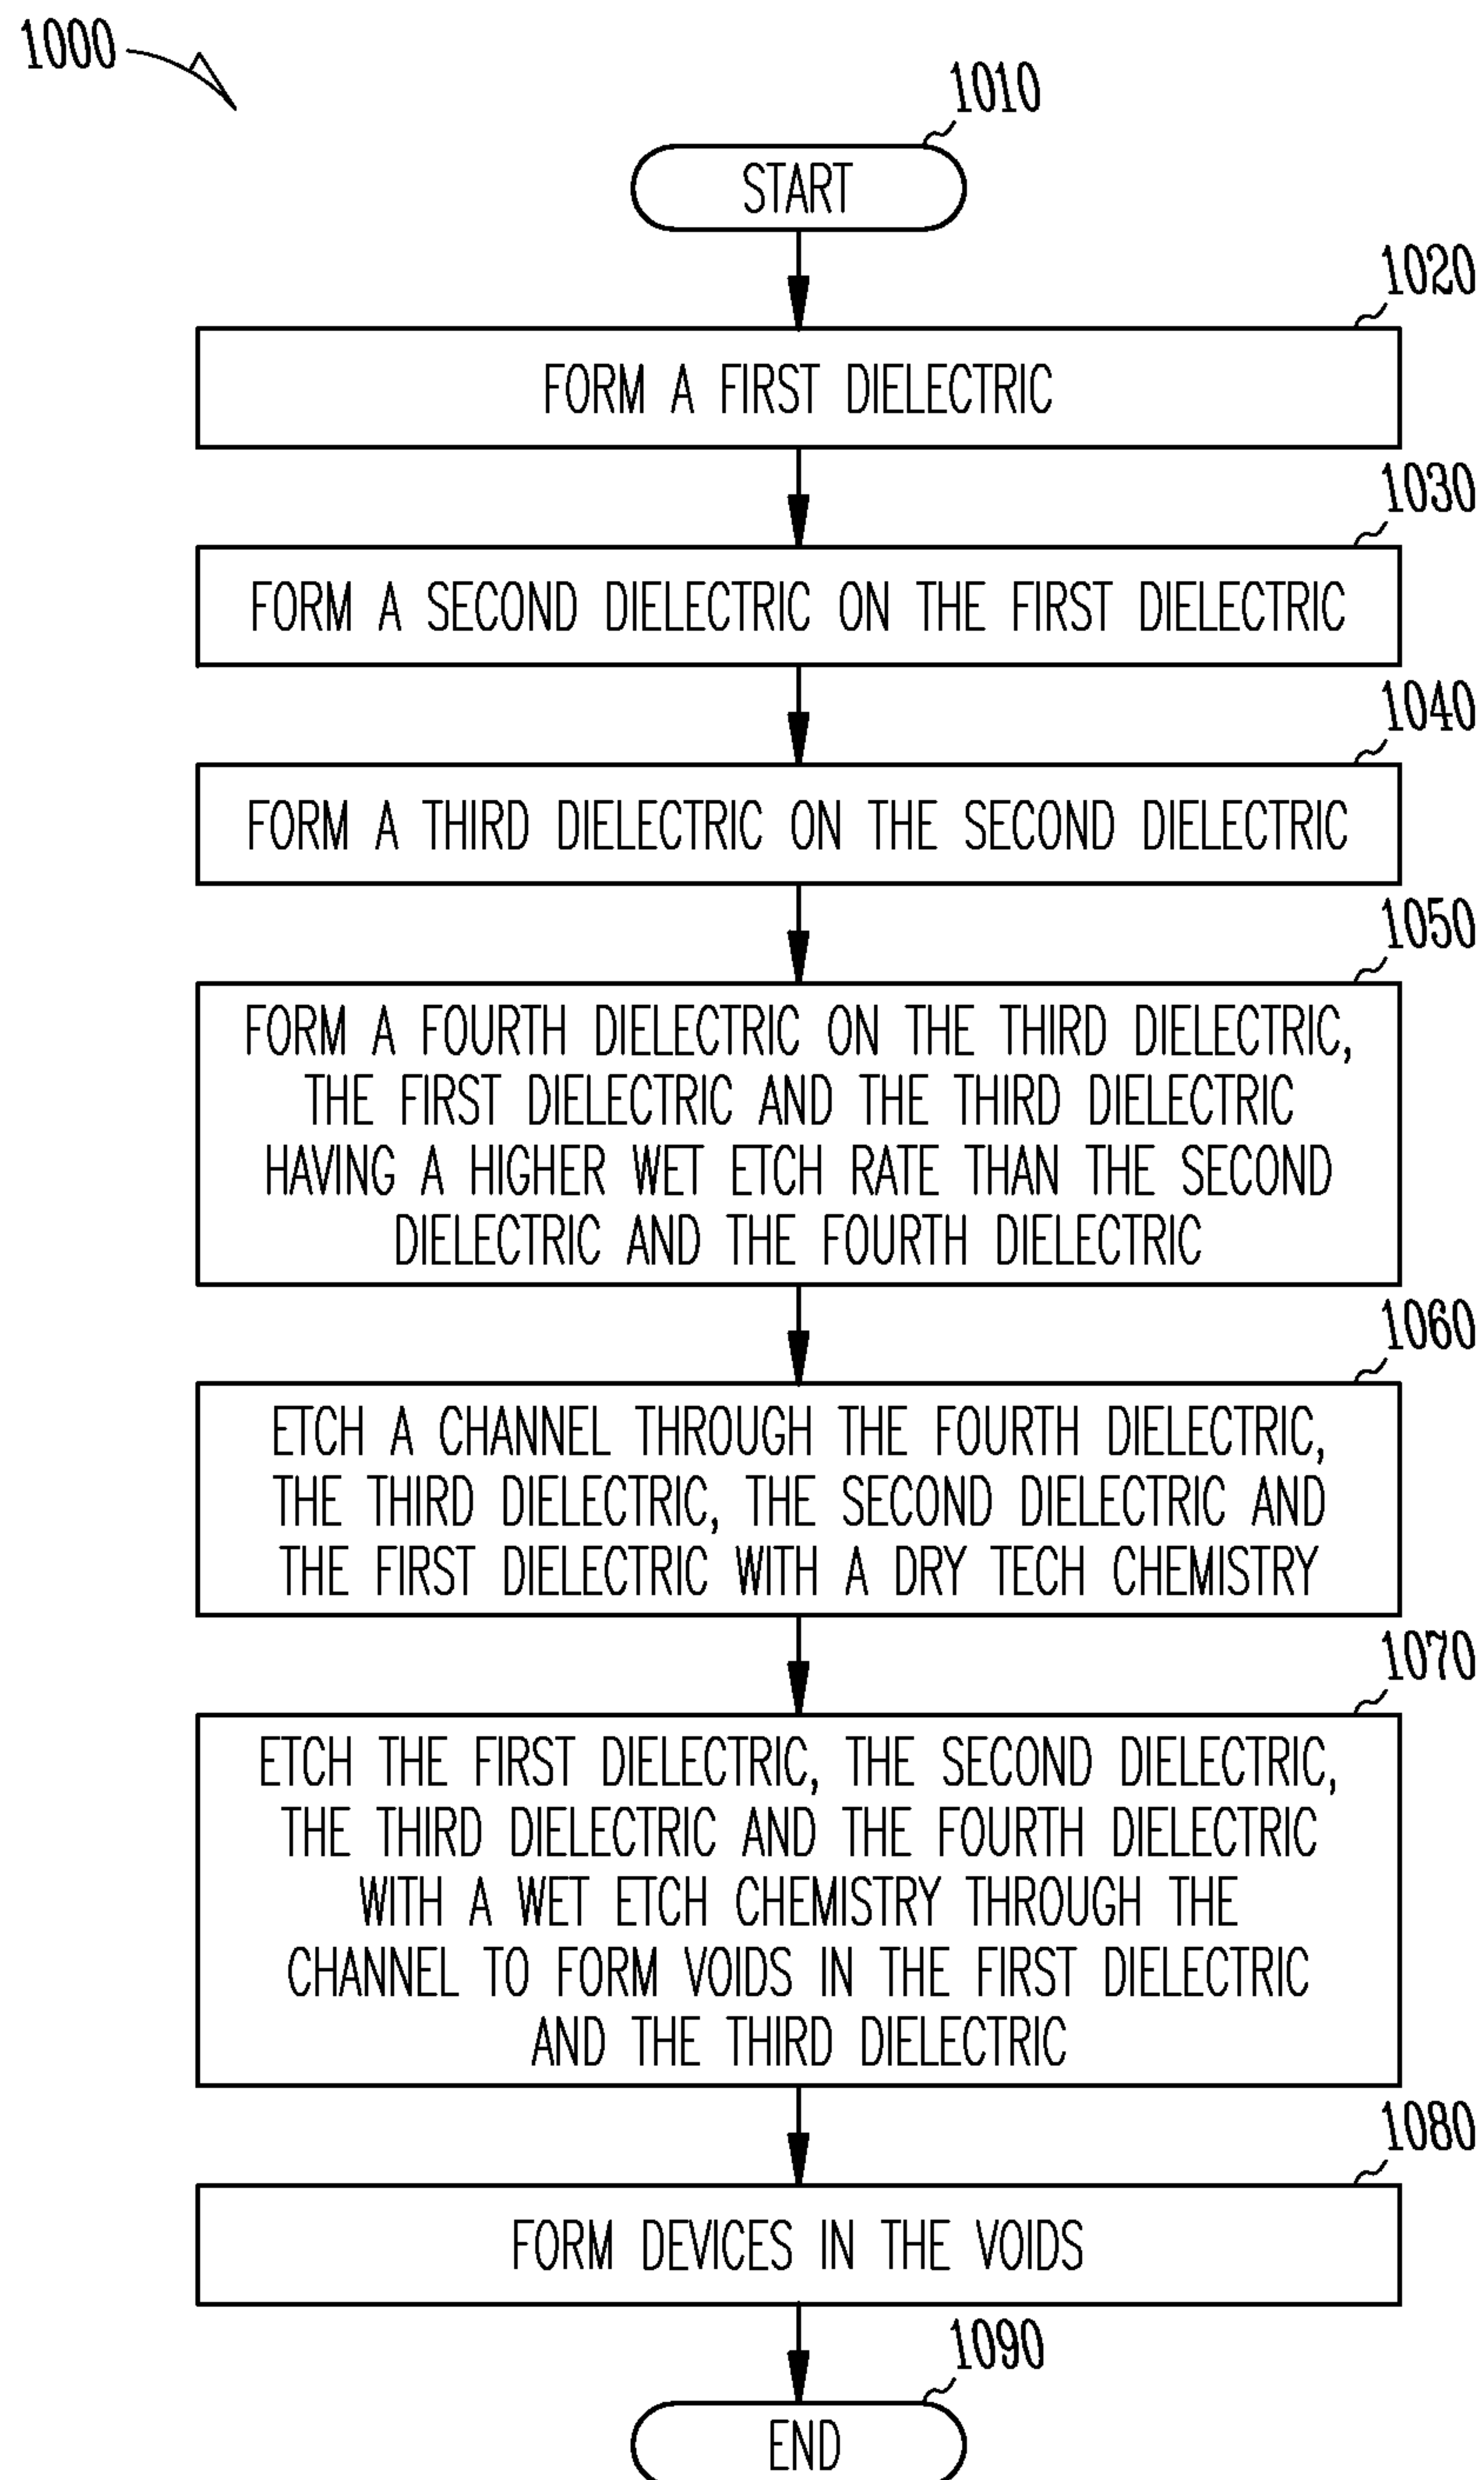 1000
1010
START
1020
FORM A FIRST DIELECTRIC
1030
FORM A SECOND DIELECTRIC ON THE FIRST DIELECTRIC
1040
FORM A THIRD DIELECTRIC ON THE SECOND DIELECTRIC
1050
FORM A FOURTH DIELECTRIC ON THE THIRD DIELECTRIC,
THE FIRST DIELECTRIC AND THE THIRD DIELECTRIC
HAVING A HIGHER WET ETCH RATE THAN THE SECOND
DIELECTRIC AND THE FOURTH DIELECTRIC
1060
ETCH A CHANNEL THROUGH THE FOURTH DIELECTRIC,
THE THIRD DIELECTRIC, THE SECOND DIELECTRIC AND
THE FIRST DIELECTRIC WITH A DRY TECH CHEMISTRY
1070
ETCH THE FIRST DIELECTRIC, THE SECOND DIELECTRIC,
THE THIRD DIELECTRIC AND THE FOURTH DIELECTRIC
WITH A WET ETCH CHEMISTRY THROUGH THE
CHANNEL TO FORM VOIDS IN THE FIRST DIELECTRIC
AND THE THIRD DIELECTRIC
1080
FORM DEVICES IN THE VOIDS
1090
END